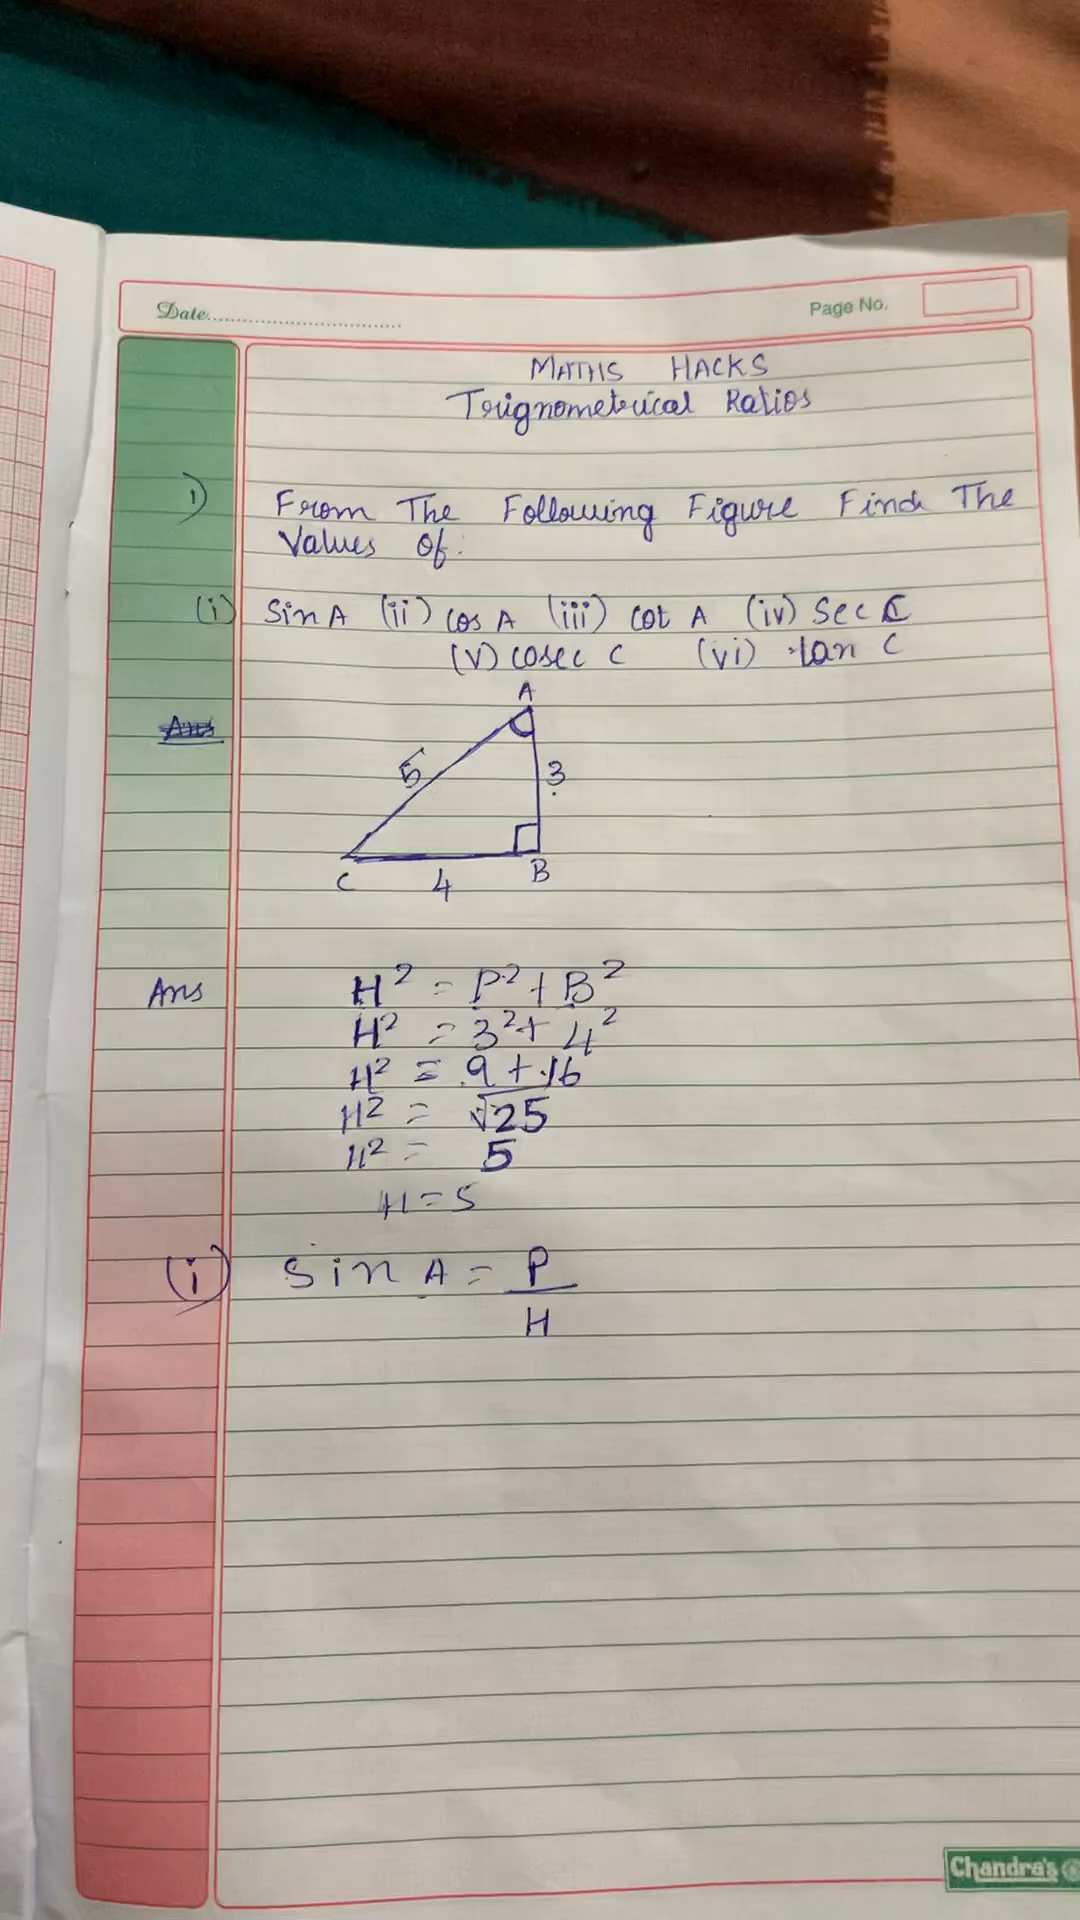 Date
Page No.
MATHS HACKS
Trignometrical Ratios
1) From The Following Figure Find The
Values of:
(i) Sin A (ii) cos A (iii) cot A (iv) Sec C
(v) cosec C (vi) tan C
A
Ans
5
3
C
4
B
Ans H² = P² + B²
H² = 3² + 4²
H² = 9 + 16
H² = √25
H² = 5
H = 5
(i) Sin A = P
H
Chandra's